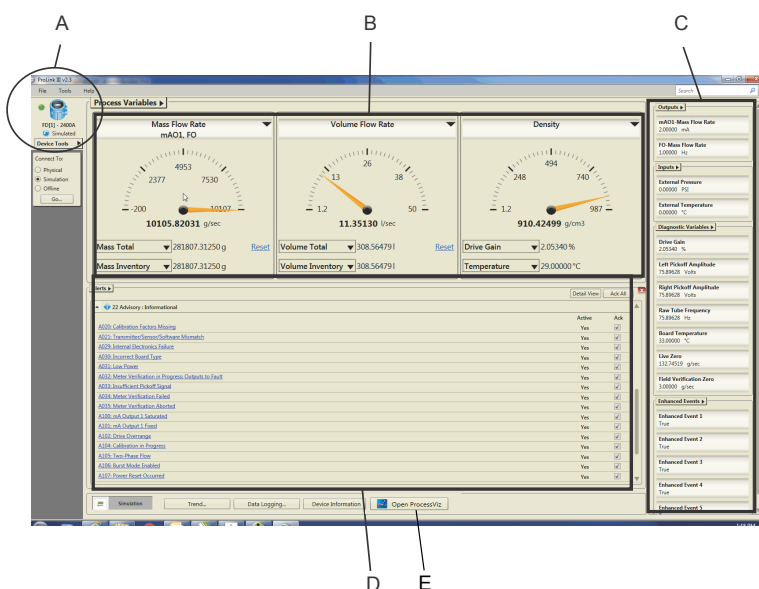 A
B
C
ProLink III v2.3
File Tools Help
Search
FD[1] - 2400A
Simulated
Device Tools
Connect To:
Physical
Simulation
Offline
Go...
Process Variables
Mass Flow Rate
mAO1, FO
-200
2377
4953
7530
10107
10105.82031 g/sec
Mass Total 281807.31250 g Reset
Mass Inventory 281807.31250 g
Volume Flow Rate
1.2
13
26
38
50
11.35130 l/sec
Volume Total 308.56479 l Reset
Volume Inventory 308.56479 l
Density
1.2
248
494
740
987
910.42499 g/cm3
Drive Gain 2.05340 %
Temperature 29.00000 °C
Alerts
Detail View Ack All
22 Advisory : Informational
Active Ack
A020: Calibration Factors Missing Yes
A021: Transmitter/Sensor/Software Mismatch Yes
A029: Internal Electronics Failure Yes
A030: Incorrect Board Type Yes
A031: Low Power Yes
A032: Meter Verification in Progress Outputs to Fault Yes
A033: Insufficient Pickoff Signal Yes
A034: Meter Verification Failed Yes
A035: Meter Verification Aborted Yes
A100: mA Output 1 Saturated Yes
A101: mA Output 1 Fixed Yes
A102: Drive Overrange Yes
A104: Calibration in Progress Yes
A105: Two-Phase Flow Yes
A106: Burst Mode Enabled Yes
A107: Power Reset Occurred Yes
Simulation
Trend...
Data Logging...
Device Information
Open ProcessViz
Outputs
mAO1-Mass Flow Rate
2.00000 mA
FO-Mass Flow Rate
1.00000 Hz
Inputs
External Pressure
0.00000 PSI
External Temperature
0.00000 °C
Diagnostic Variables
Drive Gain
2.05340 %
Left Pickoff Amplitude
75.89628 Volts
Right Pickoff Amplitude
75.89628 Volts
Raw Tube Frequency
75.89628 Hz
Board Temperature
33.00000 °C
Live Zero
132.74519 g/sec
Field Verification Zero
3.00000 g/sec
Enhanced Events
Enhanced Event 1
True
Enhanced Event 2
True
Enhanced Event 3
True
Enhanced Event 4
True
Enhanced Event 5
D
E